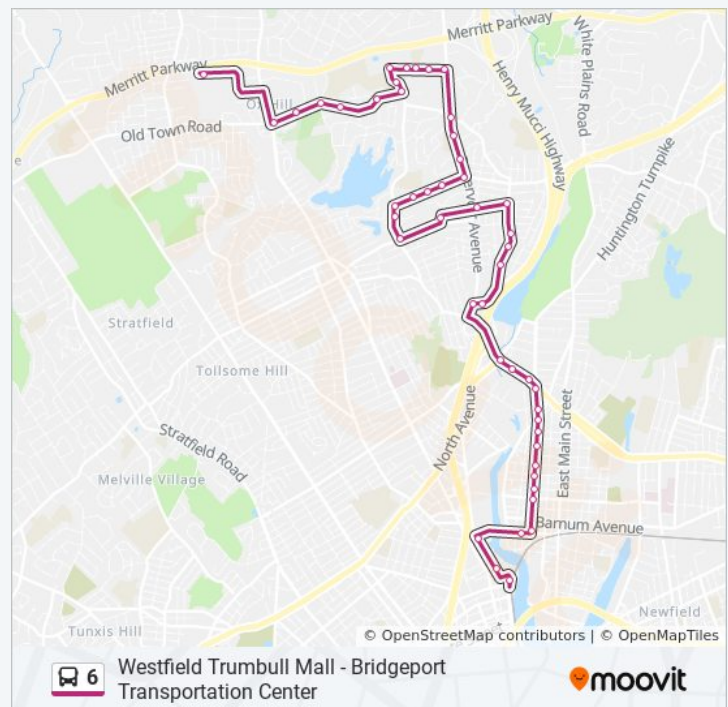 Merritt Parkway
Merritt Parkway
White Plains Road
Henry Mucci Highway
Old Town Road
Huntington Turnpike
Avenue
Stratfield
Tollsome Hill
Stratfield Road
North Avenue
East Main Street
Melville Village
Barnum Avenue
Tunxis Hill
Newfield
© OpenStreetMap contributors | © OpenMapTiles
6
Westfield Trumbull Mall - Bridgeport
Transportation Center
moovit